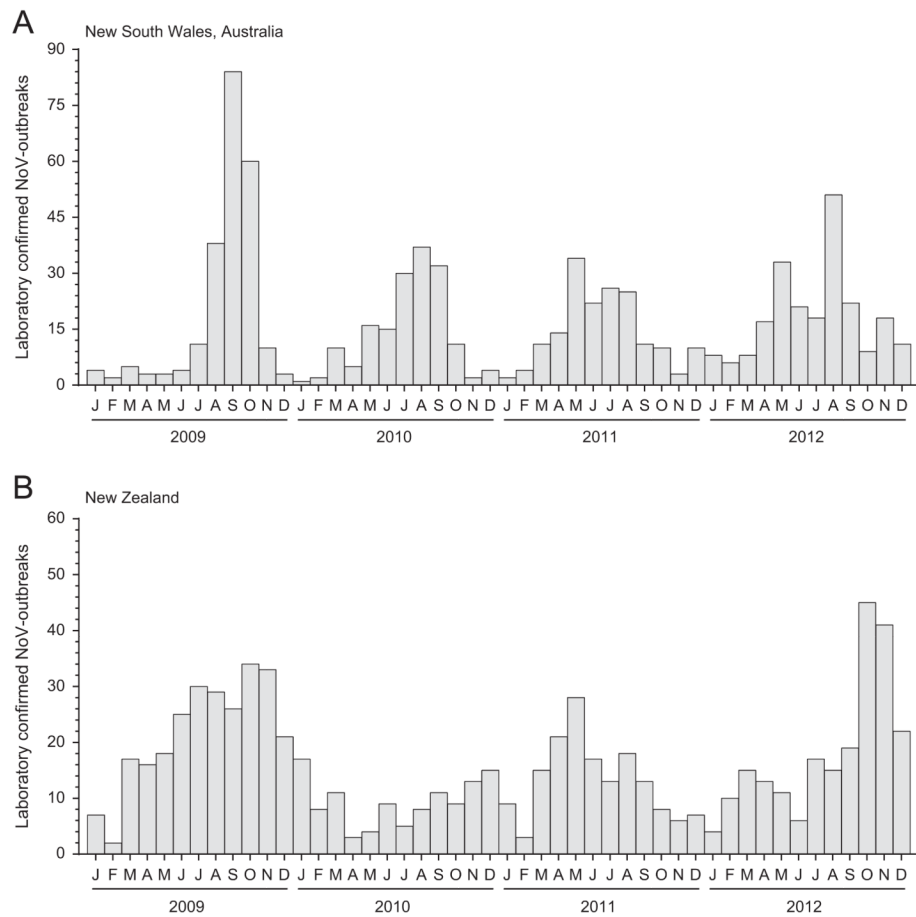 A
New South Wales, Australia
Laboratory confirmed NoV-outbreaks
90
75
60
45
30
15
0
J F M A M J J A S O N D J F M A M J J A S O N D J F M A M J J A S O N D J F M A M J J A S O N D
2009 2010 2011 2012
B
New Zealand
Laboratory confirmed NoV-outbreaks
60
50
40
30
20
10
0
J F M A M J J A S O N D J F M A M J J A S O N D J F M A M J J A S O N D J F M A M J J A S O N D
2009 2010 2011 2012